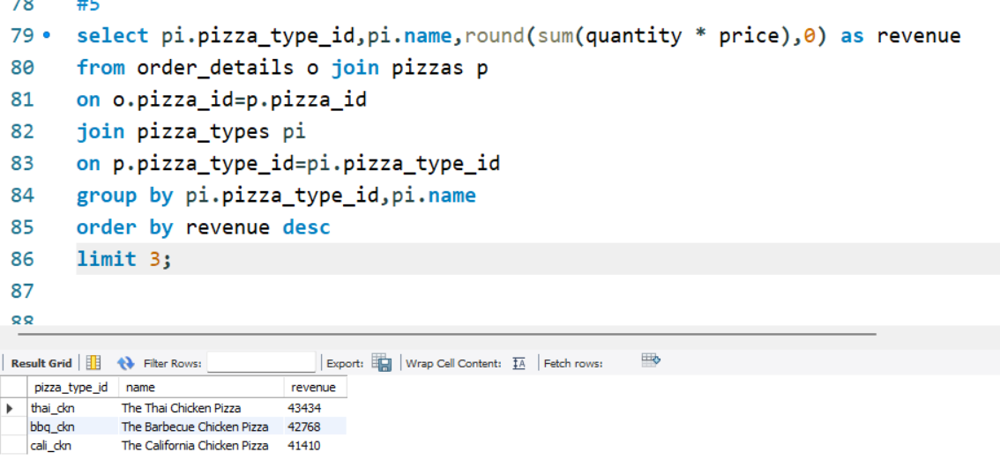 78 #5
79 select pi.pizza_type_id,pi.name,round(sum(quantity * price),0) as revenue
80 from order_details o join pizzas p
81 on o.pizza_id=p.pizza_id
82 join pizza_types pi
83 on p.pizza_type_id=pi.pizza_type_id
84 group by pi.pizza_type_id,pi.name
85 order by revenue desc
86 limit 3;
87
88
Result Grid Filter Rows: Export: Wrap Cell Content: IA Fetch rows:
pizza_type_id name revenue
thai_ckn The Thai Chicken Pizza 43434
bbq_ckn The Barbecue Chicken Pizza 42768
cali_ckn The California Chicken Pizza 41410